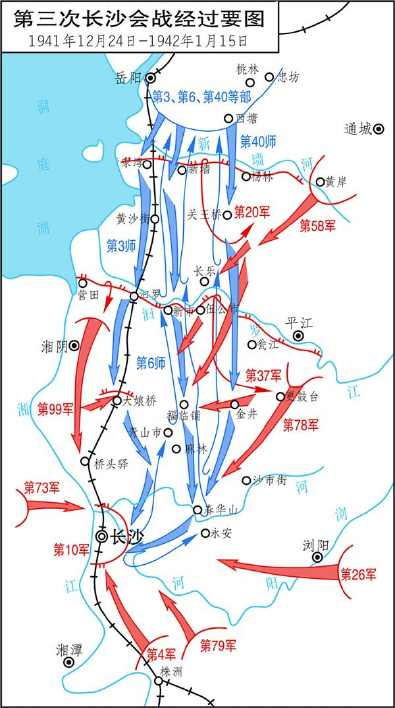 第三次长沙会战经过要图
1941年12月24日-1942年1月15日
岳阳
桃林
忠坊
第3、第6、第40等部
洞庭湖
西塘
通城
第40师
新墙河
荣湾
新墙
杨林
黄岸
黄沙街
关王桥
第20军
第58军
第3师
长乐
营田
汨罗
新市
伍公市
汨罗江
平江
湘阴
瓮江
第6师
第37军
第99军
大娘桥
福临铺
金井
更鼓台
第78军
青山市
麻林
桥头驿
沙市街
第73军
春华山
永安
捞河
长沙
第10军
浏阳河
浏阳
湘江
第26军
第4军
第79军
湘潭
株洲